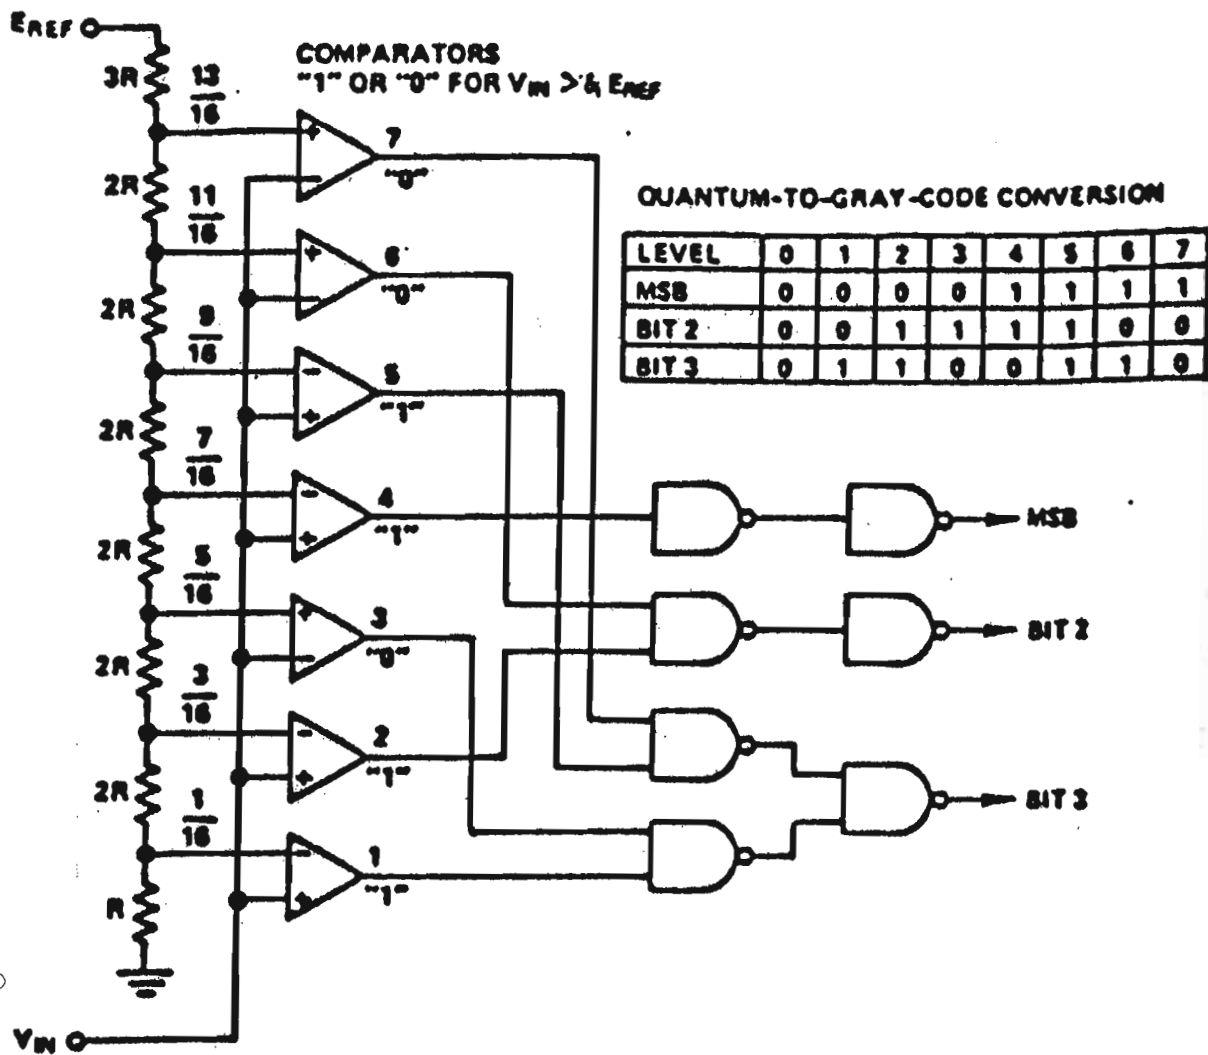 EREF
COMPARATORS
"1" OR "0" FOR VIN > & EREF
3R
13
16
7
"0"
2R
11
16
6
"0"
2R
9
16
5
"1"
2R
7
16
4
"1"
2R
5
16
3
"0"
2R
3
16
2
"1"
2R
1
16
1
"1"
R
VIN
+
-
+
-
-
+
-
+
+
-
-
+
-
+
QUANTUM-TO-GRAY-CODE CONVERSION
LEVEL 0 1 2 3 4 5 6 7
MSB 0 0 0 0 1 1 1 1
BIT 2 0 0 1 1 1 1 0 0
BIT 3 0 1 1 0 0 1 1 0
MSB
BIT 2
BIT 3